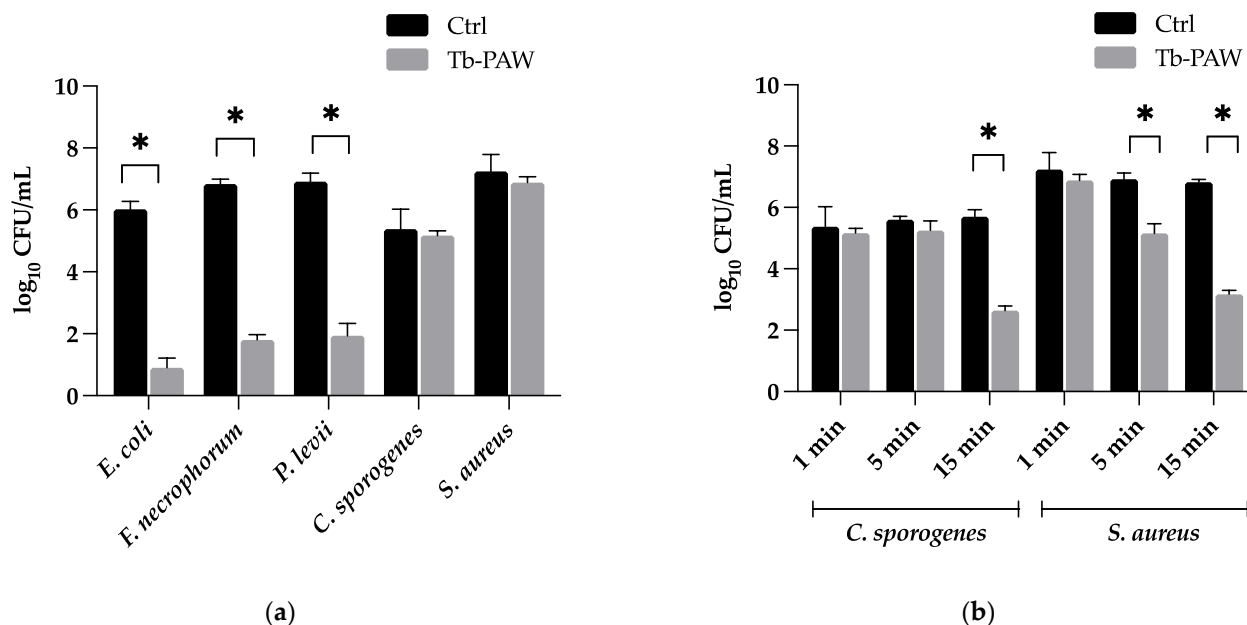 Ctrl
Tb-PAW
10
8
6
4
2
0
log10 CFU/mL
*
*
*
E. coli
F. necrophorum
P. levii
C. sporogenes
S. aureus
(a)
Ctrl
Tb-PAW
10
8
6
4
2
0
log10 CFU/mL
*
*
*
1 min
5 min
15 min
1 min
5 min
15 min
C. sporogenes
S. aureus
(b)